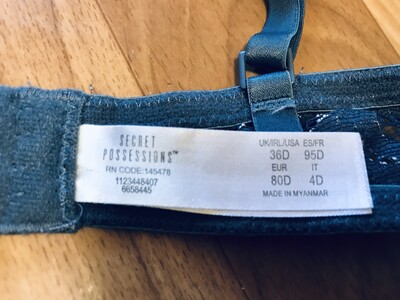 SECRET
POSSESSIONS™
RN CODE:145478
1123448407
6658445
UK/IRL/USA ES/FR
36D 95D
EUR IT
80D 4D
MADE IN MYANMAR